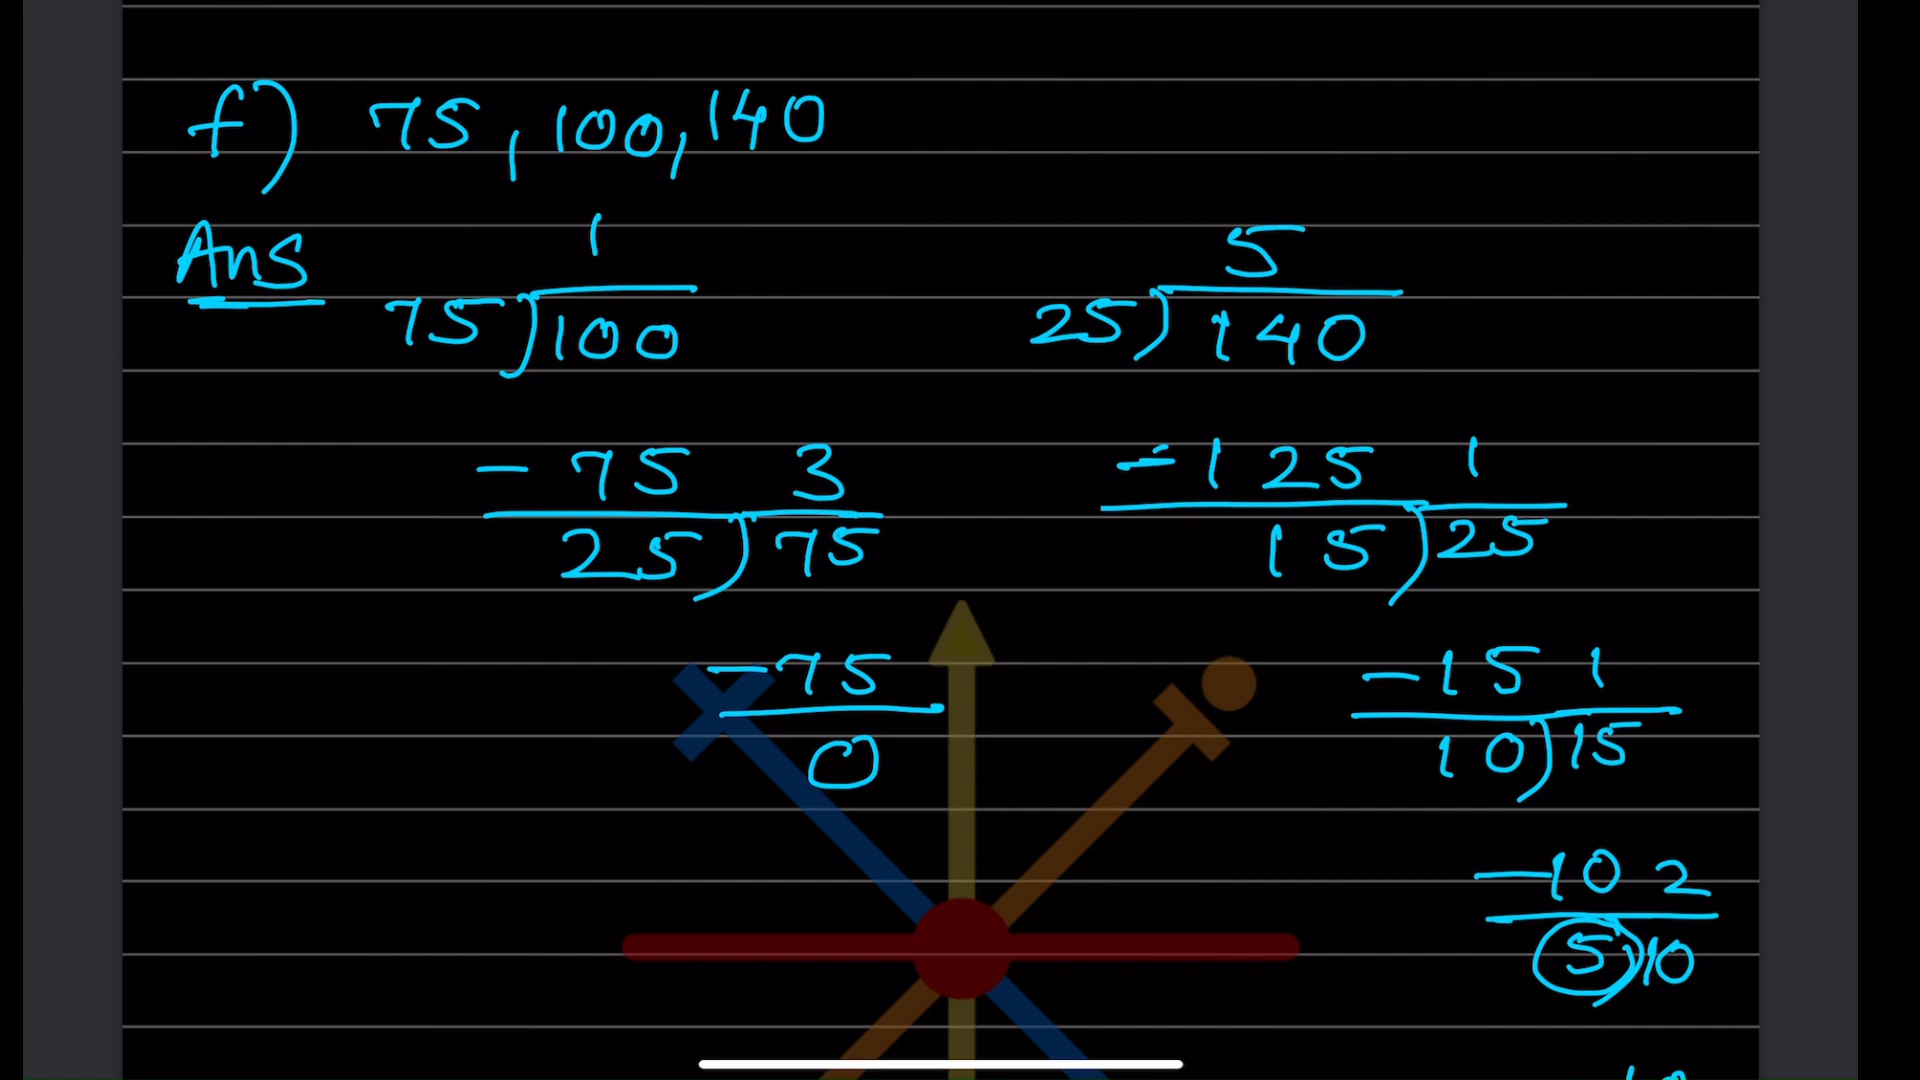 f) 75, 100, 140
Ans 1 5
75)100 25)140
- 75 3 - 125 1
25)75 15)25
- 75 - 15 1
0 10)15
- 10 2
5)10